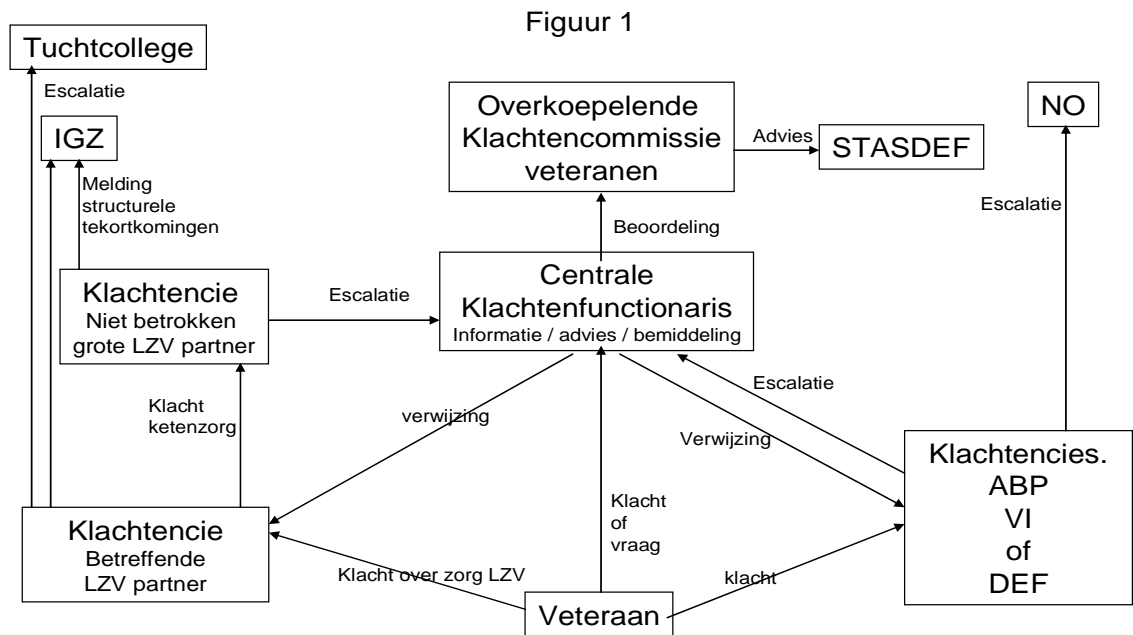 Figuur 1
Tuchtcollege
Escalatie
IGZ
Melding
structurele
tekortkomingen
Overkoepelende
Klachtencommissie
veteranen
Advies
STASDEF
NO
Escalatie
Beoordeling
Klachtencie
Niet betrokken
grote LZV partner
Escalatie
Centrale
Klachtenfunctionaris
Informatie / advies / bemiddeling
Klacht
ketenzorg
verwijzing
Escalatie
Verwijzing
Klachtencies.
ABP
VI
of
DEF
Klachtencie
Betreffende
LZV partner
Klacht
of
vraag
Klacht over zorg LZV
klacht
Veteraan